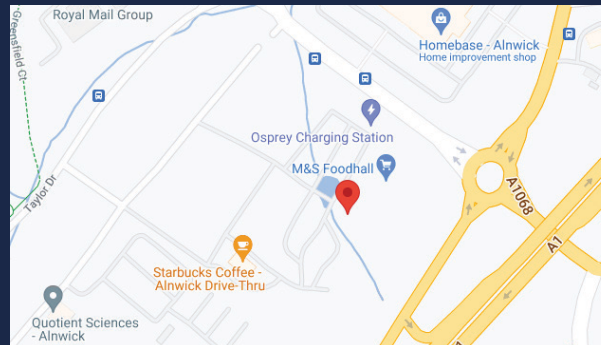 Royal Mail Group
Greensfield Ct
Homebase - Alnwick
Home improvement shop
Osprey Charging Station
M&S Foodhall
A1068
Taylor Dr
A1
Starbucks Coffee -
Alnwick Drive-Thru
Quotient Sciences
- Alnwick